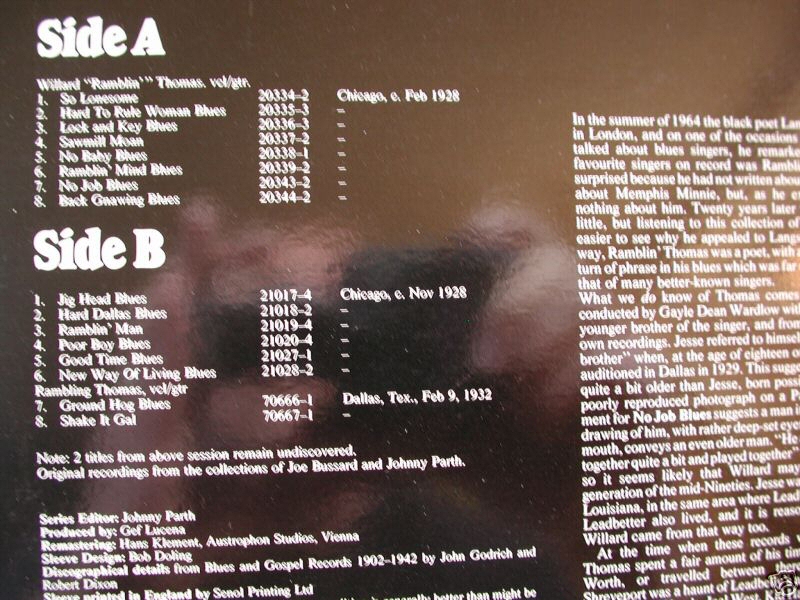 Side A
Willard "Ramblin'" Thomas. vcl/gtr.
1. So Lonesome 20334–2 Chicago, c. Feb 1928
2. Hard To Rule Woman Blues 20335–3 –
3. Lock and Key Blues 20336–3 –
4. Sawmill Moan 20337–2 –
5. No Baby Blues 20338–1 –
6. Ramblin' Mind Blues 20339–2 –
7. No Job Blues 20343–2 –
8. Back Gnawing Blues 20344–2 –
Side B
1. Jig Head Blues 21017–4 Chicago, c. Nov 1928
2. Hard Dallas Blues 21018–2 –
3. Ramblin' Man 21019–4 –
4. Poor Boy Blues 21020–4 –
5. Good Time Blues 21027–1 –
6. New Way Of Living Blues 21028–2 –
Rambling Thomas, vcl/gtr
7. Ground Hog Blues 70666–1 Dallas, Tex., Feb 9, 1932
8. Shake It Gal 70667–1 –
Note: 2 titles from above session remain undiscovered.
Original recordings from the collections of Joe Bussard and Johnny Parth.
Series Editor: Johnny Parth
Produced by: Gef Lucena
Remastering: Hans Klement, Austrophon Studios, Vienna
Sleeve Design: Bob Doling
Discographical details from Blues and Gospel Records 1902–1942 by John Godrich and
Robert Dixon
Sleeve printed in England by Senol Printing Ltd
is generally better than might be
In the summer of 1964 the black poet Lan
in London, and on one of the occasions
talked about blues singers, he remarke
favourite singers on record was Rambli
surprised because he had not written abou
about Memphis Minnie, but, as he e
nothing about him. Twenty years later
little, but listening to this collection of
easier to see why he appealed to Langs
way, Ramblin' Thomas was a poet, with a
turn of phrase in his blues which was far
that of many better-known singers.
What we do know of Thomas comes
conducted by Gayle Dean Wardlow wit
younger brother of the singer, and from
own recordings. Jesse referred to himsel
brother" when, at the age of eighteen o
auditioned in Dallas in 1929. This sugge
quite a bit older than Jesse, born possi
poorly reproduced photograph on a P
ment for No Job Blues suggests a man i
drawing of him, with rather deep-set eye
mouth, conveys an even older man. "He
together quite a bit and played together"
so it seems likely that Willard may
generation of the mid-Nineties. Jesse wa
Louisiana, in the same area where Lead
Leadbetter also lived, and it is reaso
Willard came from that way too.
At the time when these records w
Thomas spent a fair amount of his tim
Worth, or travelled between
Shreveport was a haunt of Leadbell